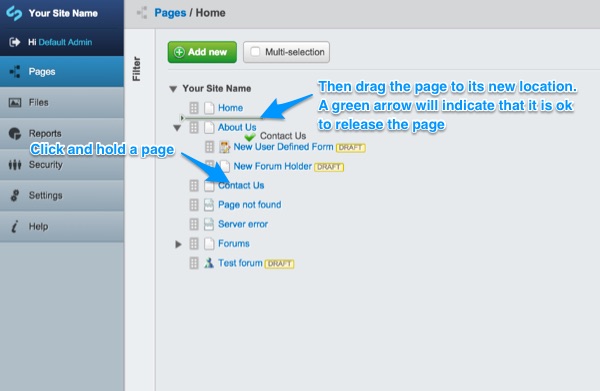 Your Site Name
Pages / Home
Hi Default Admin
Add new
Multi-selection
Filter
Pages
Files
Reports
Security
Settings
Help
Your Site Name
Home
About Us
Contact Us
New User Defined Form DRAFT
New Forum Holder DRAFT
Contact Us
Page not found
Server error
Forums
Test forum DRAFT
Then drag the page to its new location.
A green arrow will indicate that it is ok
to release the page
Click and hold a page